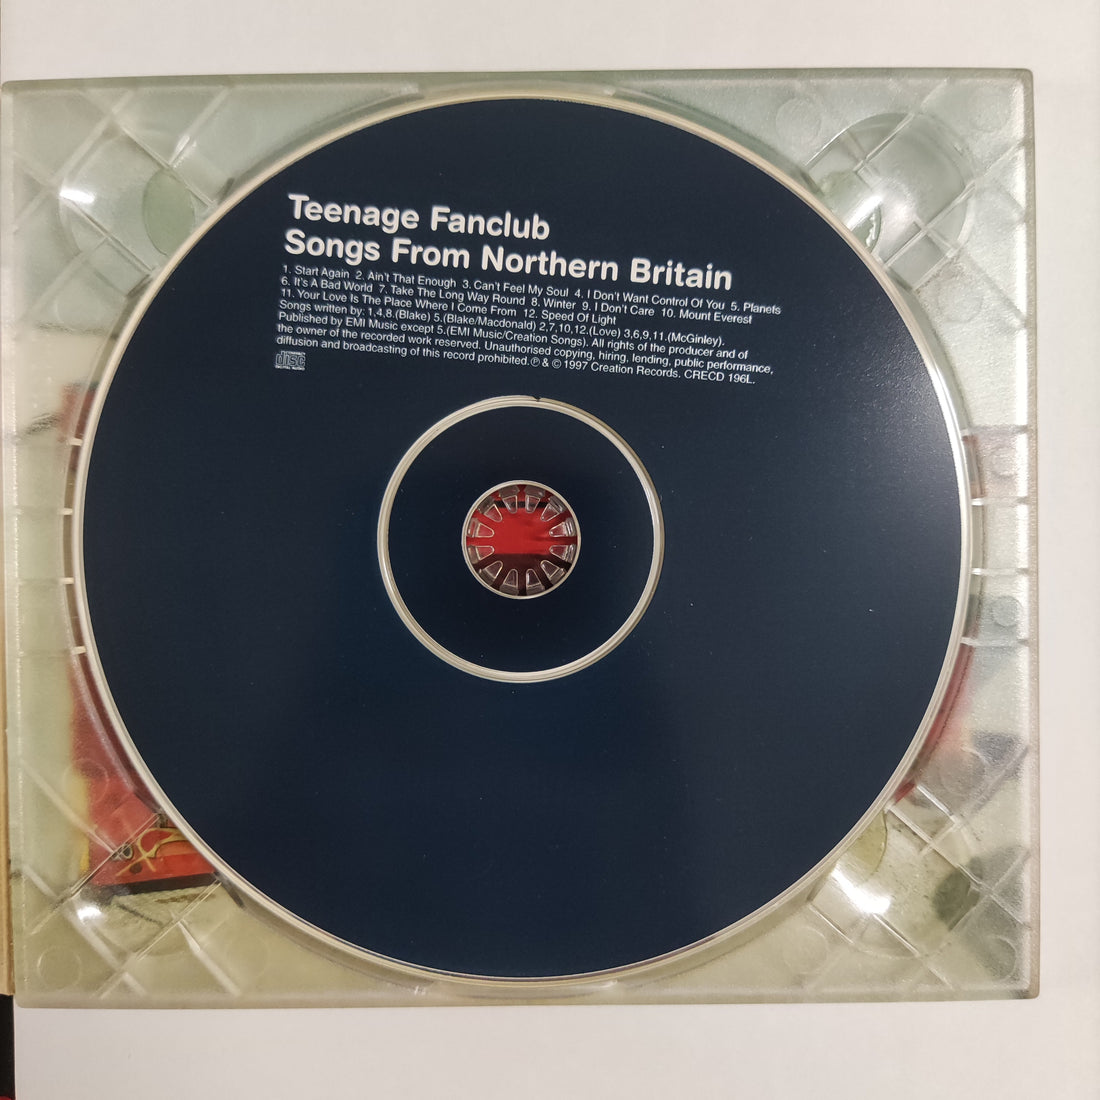 Teenage Fanclub
Songs From Northern Britain
1. Start Again 2. Ain't That Enough 3. Can't Feel My Soul 4. I Don't Want Control Of You 5. Planets
6. It's A Bad World 7. Take The Long Way Round 8. Winter 9. I Don't Care 10. Mount Everest
11. Your Love Is The Place Where I Come From 12. Speed Of Light
Songs written by: 1,4,8.(Blake) 5.(Blake/Macdonald) 2,7,10,12.(Love) 3,6,9,11.(McGinley).
Published by EMI Music except 5.(EMI Music/Creation Songs). All rights of the producer and of
the owner of the recorded work reserved. Unauthorised copying, hiring, lending, public performance,
diffusion and broadcasting of this record prohibited. ℗ & © 1997 Creation Records. CRECD 196L.
disc
DIGITAL AUDIO